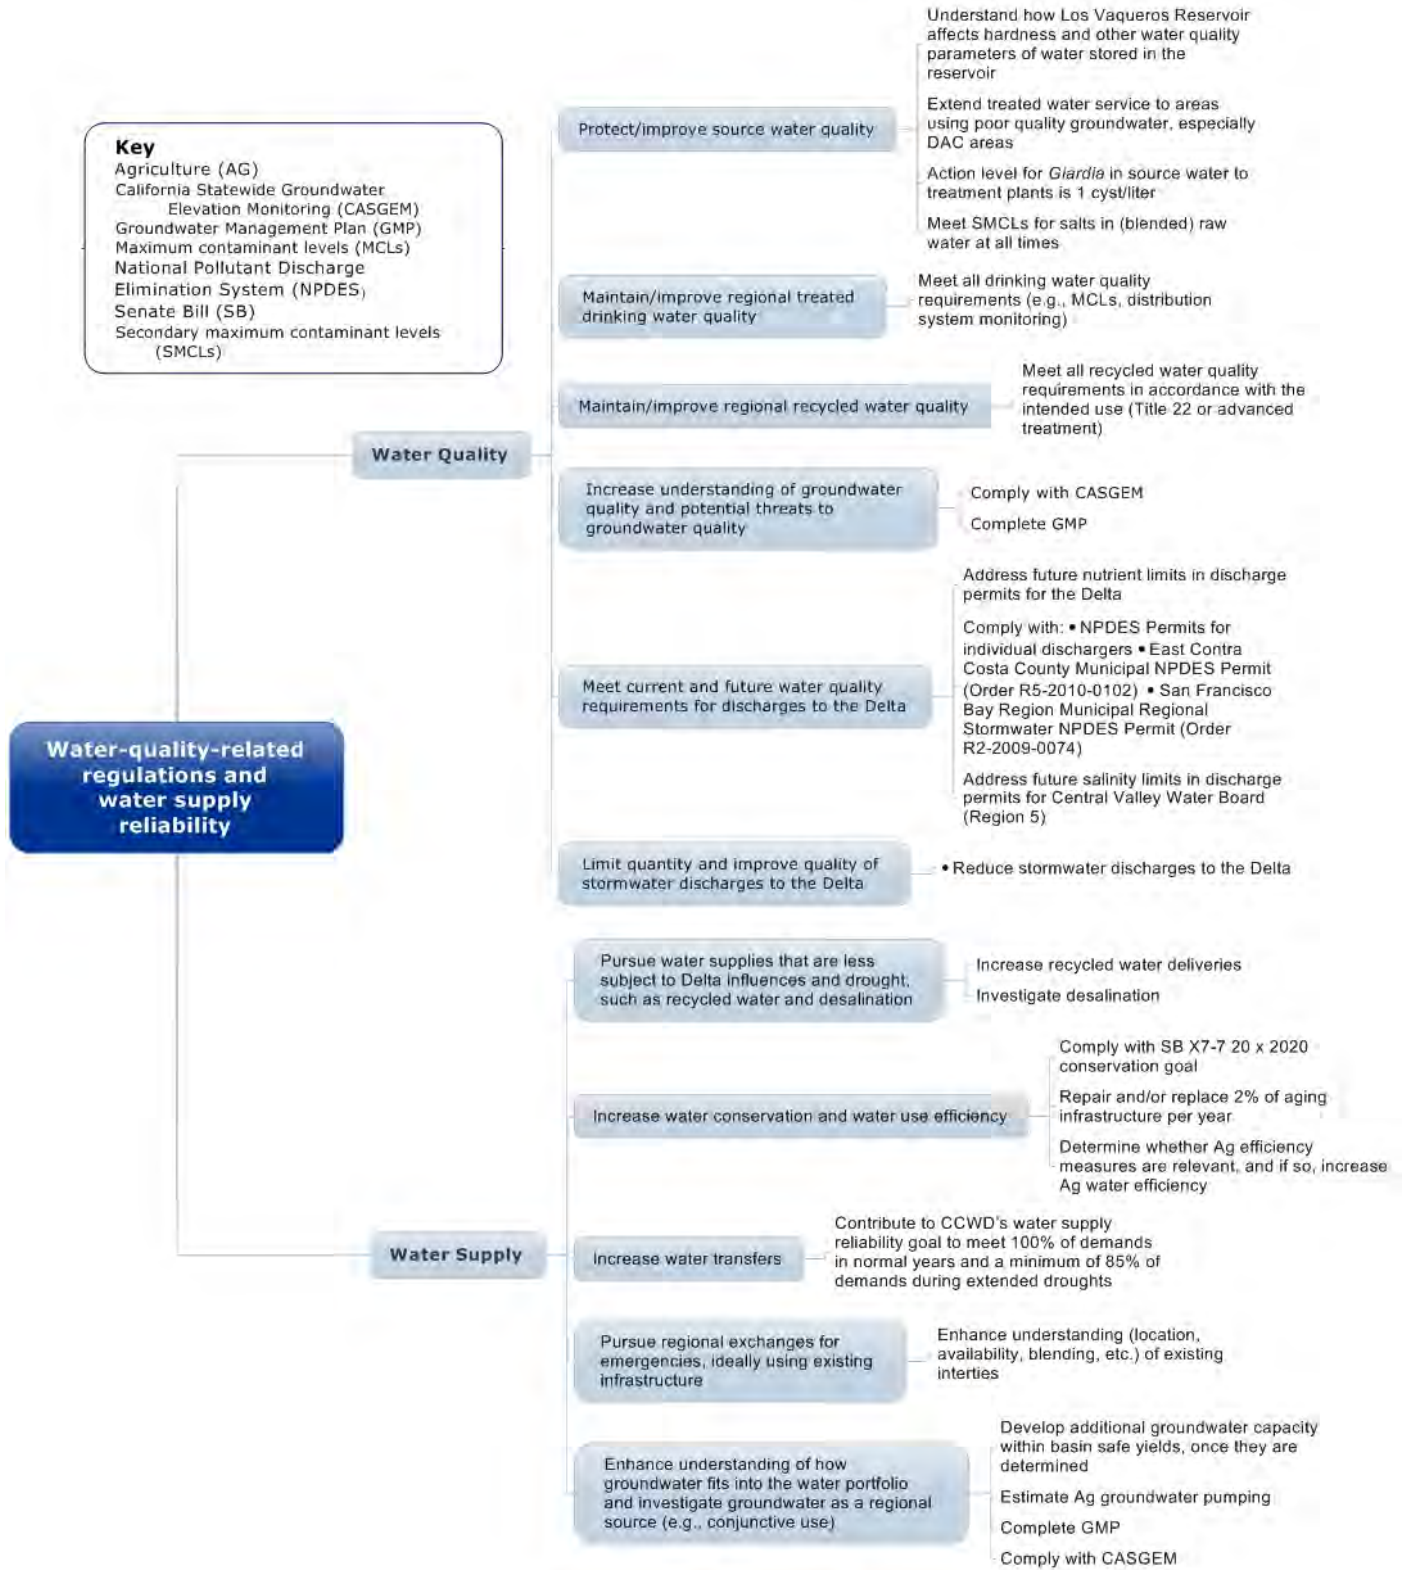 Key
Agriculture (AG)
California Statewide Groundwater
Elevation Monitoring (CASGEM)
Groundwater Management Plan (GMP)
Maximum contaminant levels (MCLs)
National Pollutant Discharge
Elimination System (NPDES)
Senate Bill (SB)
Secondary maximum contaminant levels
(SMCLs)
Water-quality-related
regulations and
water supply
reliability
Water Quality
Protect/improve source water quality
Understand how Los Vaqueros Reservoir
affects hardness and other water quality
parameters of water stored in the
reservoir
Extend treated water service to areas
using poor quality groundwater, especially
DAC areas
Action level for Giardia in source water to
treatment plants is 1 cyst/liter
Meet SMCLs for salts in (blended) raw
water at all times
Maintain/improve regional treated
drinking water quality
Meet all drinking water quality
requirements (e.g., MCLs, distribution
system monitoring)
Maintain/improve regional recycled water quality
Meet all recycled water quality
requirements in accordance with the
intended use (Title 22 or advanced
treatment)
Increase understanding of groundwater
quality and potential threats to
groundwater quality
Comply with CASGEM
Complete GMP
Meet current and future water quality
requirements for discharges to the Delta
Address future nutrient limits in discharge
permits for the Delta
Comply with: • NPDES Permits for
individual dischargers • East Contra
Costa County Municipal NPDES Permit
(Order R5-2010-0102) • San Francisco
Bay Region Municipal Regional
Stormwater NPDES Permit (Order
R2-2009-0074)
Address future salinity limits in discharge
permits for Central Valley Water Board
(Region 5)
Limit quantity and improve quality of
stormwater discharges to the Delta
• Reduce stormwater discharges to the Delta
Water Supply
Pursue water supplies that are less
subject to Delta influences and drought,
such as recycled water and desalination
Increase recycled water deliveries
Investigate desalination
Increase water conservation and water use efficiency
Comply with SB X7-7 20 x 2020
conservation goal
Repair and/or replace 2% of aging
infrastructure per year
Determine whether Ag efficiency
measures are relevant, and if so, increase
Ag water efficiency
Increase water transfers
Contribute to CCWD's water supply
reliability goal to meet 100% of demands
in normal years and a minimum of 85% of
demands during extended droughts
Pursue regional exchanges for
emergencies, ideally using existing
infrastructure
Enhance understanding (location,
availability, blending, etc.) of existing
interties
Enhance understanding of how
groundwater fits into the water portfolio
and investigate groundwater as a regional
source (e.g., conjunctive use)
Develop additional groundwater capacity
within basin safe yields, once they are
determined
Estimate Ag groundwater pumping
Complete GMP
Comply with CASGEM